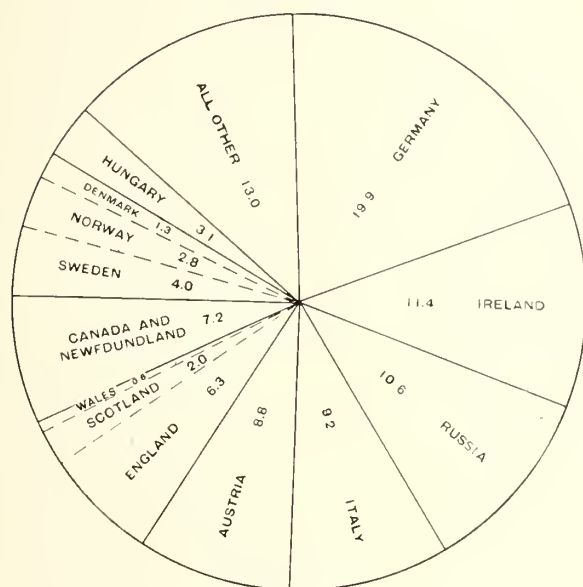 GERMANY
19.9
IRELAND
11.4
RUSSIA
10.6
ITALY
9.2
AUSTRIA
8.8
ENGLAND
6.3
SCOTLAND
2.0
WALES 0.6
CANADA AND
NEWFDUNDLAND
7.2
SWEDEN
4.0
NORWAY
2.8
DENMARK 1.3
HUNGARY
3.1
ALL OTHER 13.0